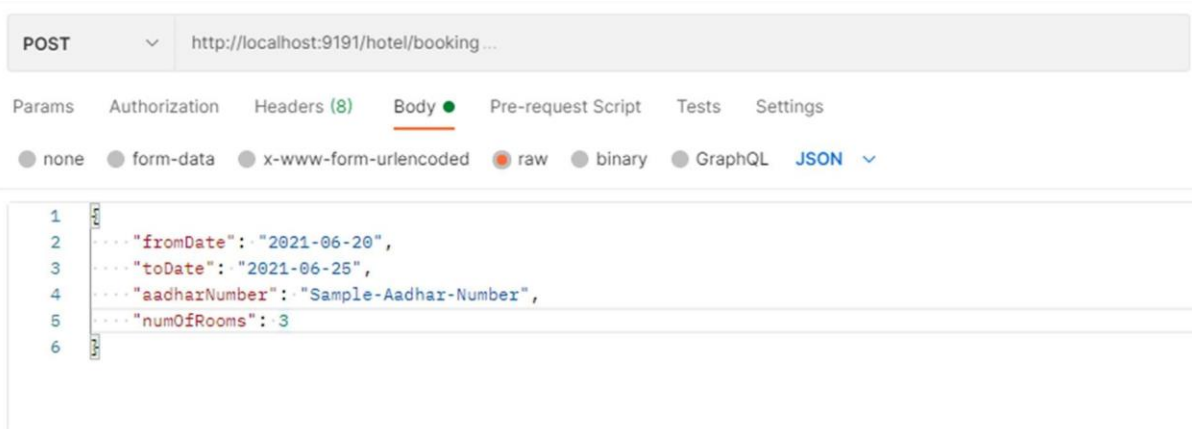 POST http://localhost:9191/hotel/booking...
Params Authorization Headers (8) Body Pre-request Script Tests Settings
none form-data x-www-form-urlencoded raw binary GraphQL JSON
1 {
2 ····"fromDate":·"2021-06-20",
3 ····"toDate":·"2021-06-25",
4 ····"aadharNumber":·"Sample-Aadhar-Number",
5 ····"numOfRooms":·3
6 }